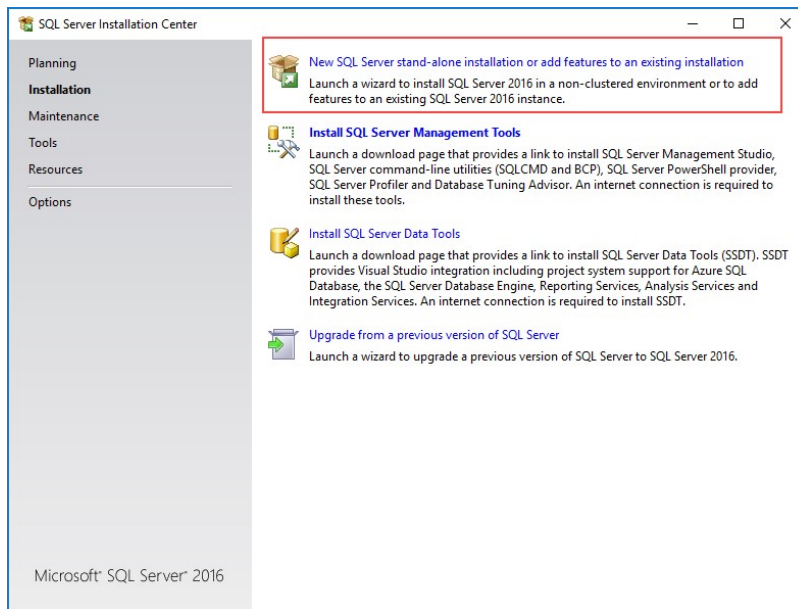 SQL Server Installation Center
Planning
Installation
Maintenance
Tools
Resources
Options
New SQL Server stand-alone installation or add features to an existing installation
Launch a wizard to install SQL Server 2016 in a non-clustered environment or to add
features to an existing SQL Server 2016 instance.
Install SQL Server Management Tools
Launch a download page that provides a link to install SQL Server Management Studio,
SQL Server command-line utilities (SQLCMD and BCP), SQL Server PowerShell provider,
SQL Server Profiler and Database Tuning Advisor. An internet connection is required to
install these tools.
Install SQL Server Data Tools
Launch a download page that provides a link to install SQL Server Data Tools (SSDT). SSDT
provides Visual Studio integration including project system support for Azure SQL
Database, the SQL Server Database Engine, Reporting Services, Analysis Services and
Integration Services. An internet connection is required to install SSDT.
Upgrade from a previous version of SQL Server
Launch a wizard to upgrade a previous version of SQL Server to SQL Server 2016.
Microsoft® SQL Server® 2016